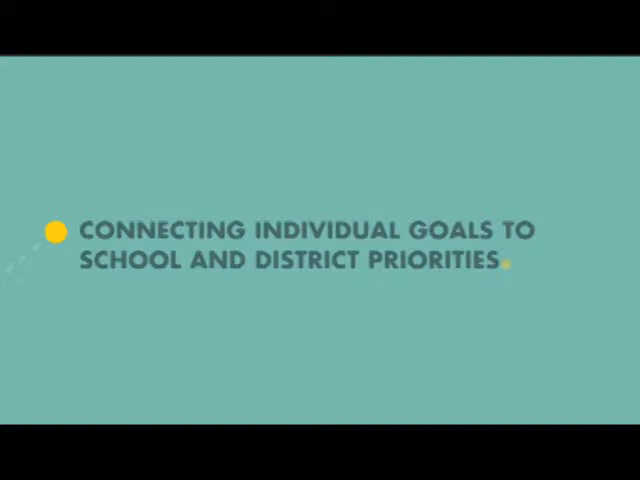 CONNECTING INDIVIDUAL GOALS TO
SCHOOL AND DISTRICT PRIORITIES.